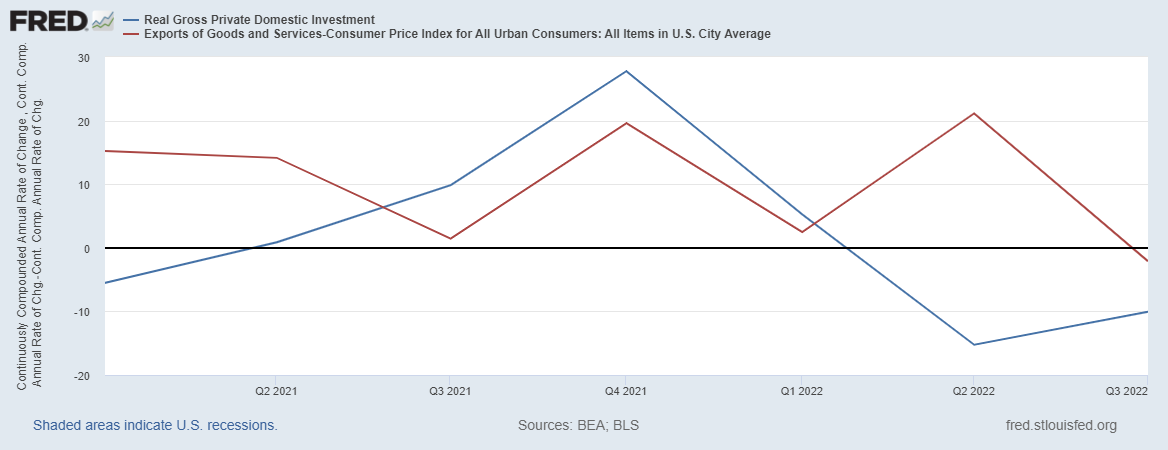 FRED
Real Gross Private Domestic Investment
Exports of Goods and Services-Consumer Price Index for All Urban Consumers: All Items in U.S. City Average
Continuously Compounded Annual Rate of Change , Cont. Comp.
Annual Rate of Chg.-Cont. Comp. Annual Rate of Chg.
30
20
10
0
-10
-20
Q2 2021
Q3 2021
Q4 2021
Q1 2022
Q2 2022
Q3 2022
Shaded areas indicate U.S. recessions.
Sources: BEA; BLS
fred.stlouisfed.org